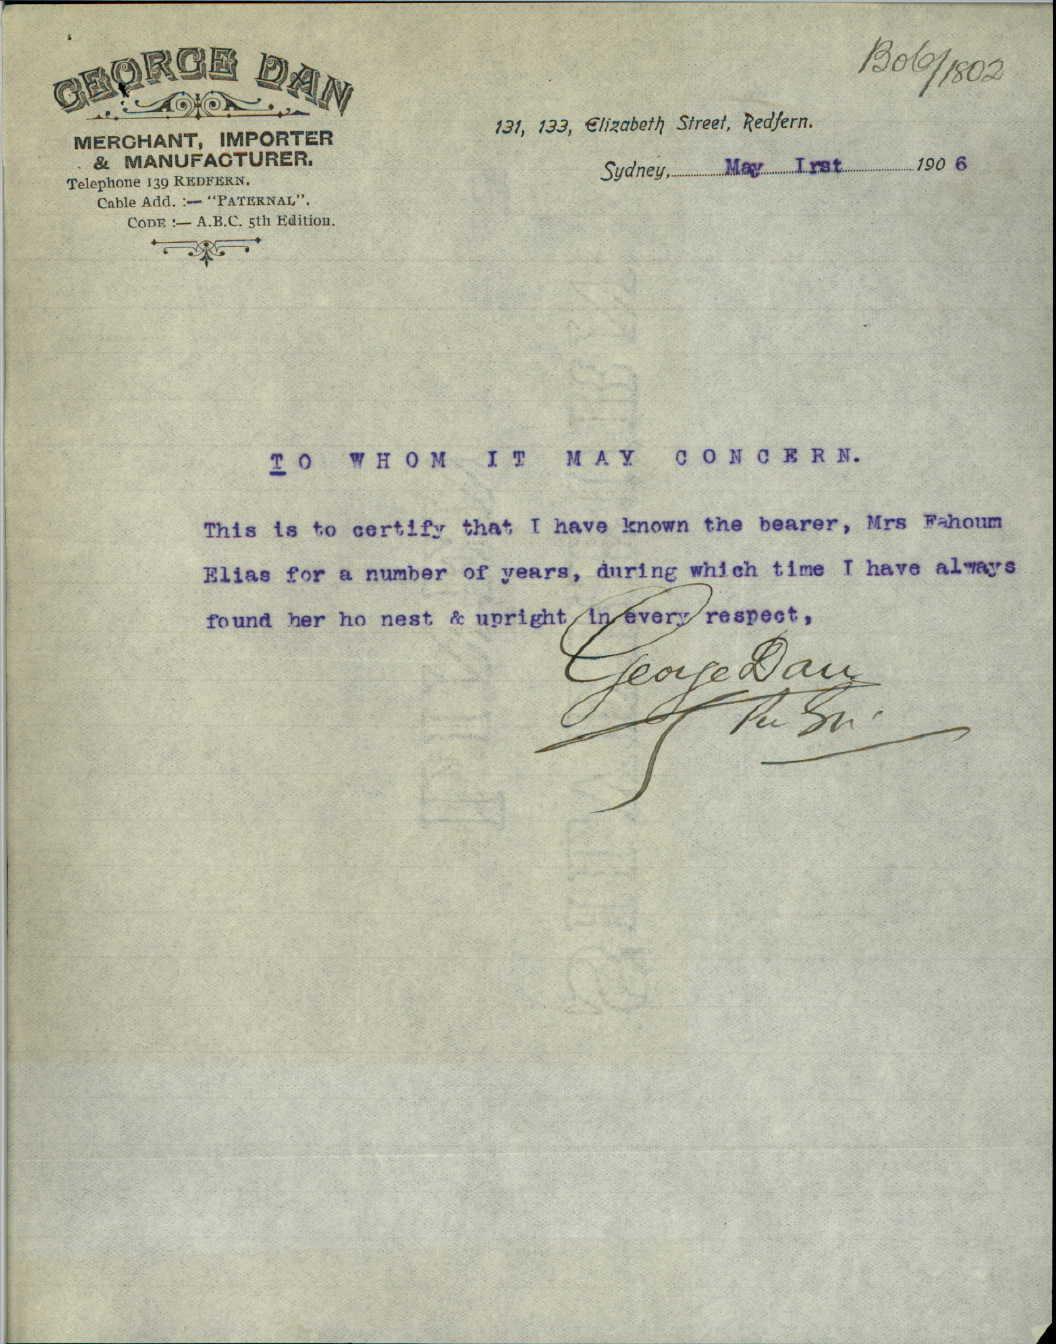 GEORGE DAN
MERCHANT, IMPORTER
& MANUFACTURER.
Telephone 139 REDFERN.
Cable Add. :— "PATERNAL".
CODE :— A.B.C. 5th Edition.
B06/1802
131, 133, Elizabeth Street, Redfern.
Sydney, May 1rst 1906
TO WHOM IT MAY CONCERN.
This is to certify that I have known the bearer, Mrs Fahoum
Elias for a number of years, during which time I have always
found her ho nest & upright in every respect,
George Dan